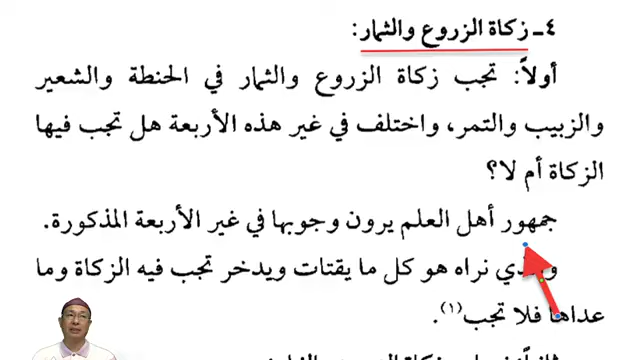 ٤ـ زكاة الزروع والثمار:
أولاً: تجب زكاة الزروع والثمار في الحنطة والشعير
والزبيب والتمر، واختلف في غير هذه الأربعة هل تجب فيها
الزكاة أم لا؟
جمهور أهل العلم يرون وجوبها في غير الأربعة المذكورة.
نراه هو كل ما يقتات ويدخر تجب فيه الزكاة وما
عداها فلا تجب(١).